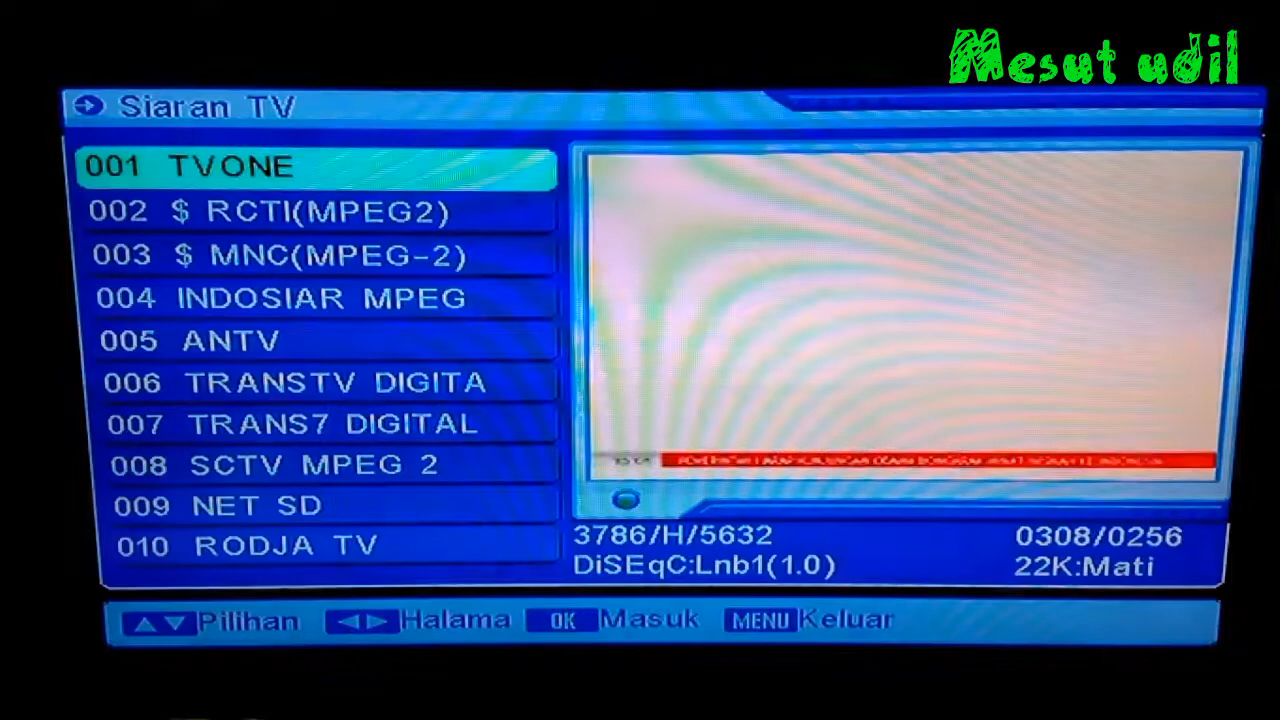 Mesut udil
Siaran TV
001 TVONE
002 $ RCTI(MPEG2)
003 $ MNC(MPEG-2)
004 INDOSIAR MPEG
005 ANTV
006 TRANSTV DIGITA
007 TRANS7 DIGITAL
008 SCTV MPEG 2
009 NET SD
010 RODJA TV
3786/H/5632 0308/0256
DiSEqC:Lnb1(1.0) 22K:Mati
Pilihan Halama OK Masuk MENU Keluar